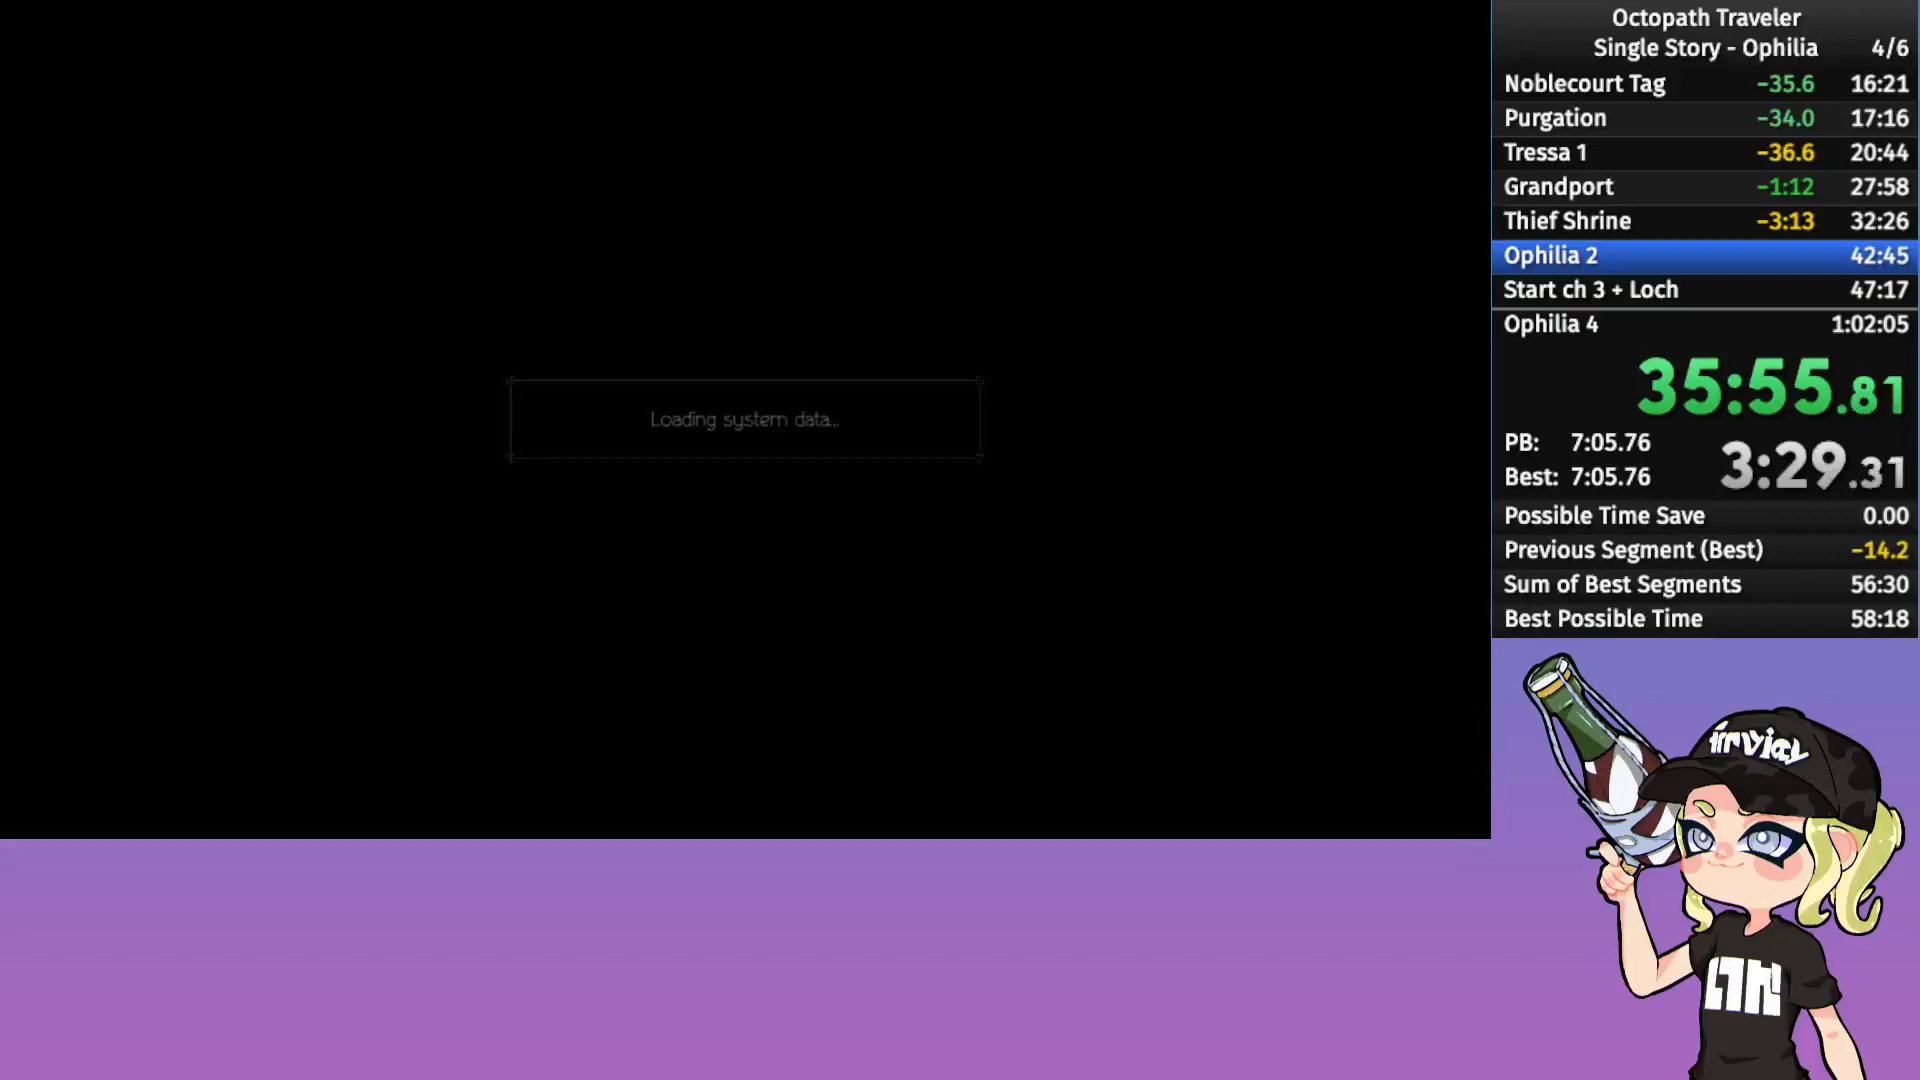 Loading system data...
Octopath Traveler
Single Story - Ophilia 4/6
Noblecourt Tag -35.6 16:21
Purgation -34.0 17:16
Tressa 1 -36.6 20:44
Grandport -1:12 27:58
Thief Shrine -3:13 32:26
Ophilia 2 42:45
Start ch 3 + Loch 47:17
Ophilia 4 1:02:05
35:55.81
PB: 7:05.76
3:29.31
Best: 7:05.76
Possible Time Save 0.00
Previous Segment (Best) -14.2
Sum of Best Segments 56:30
Best Possible Time 58:18